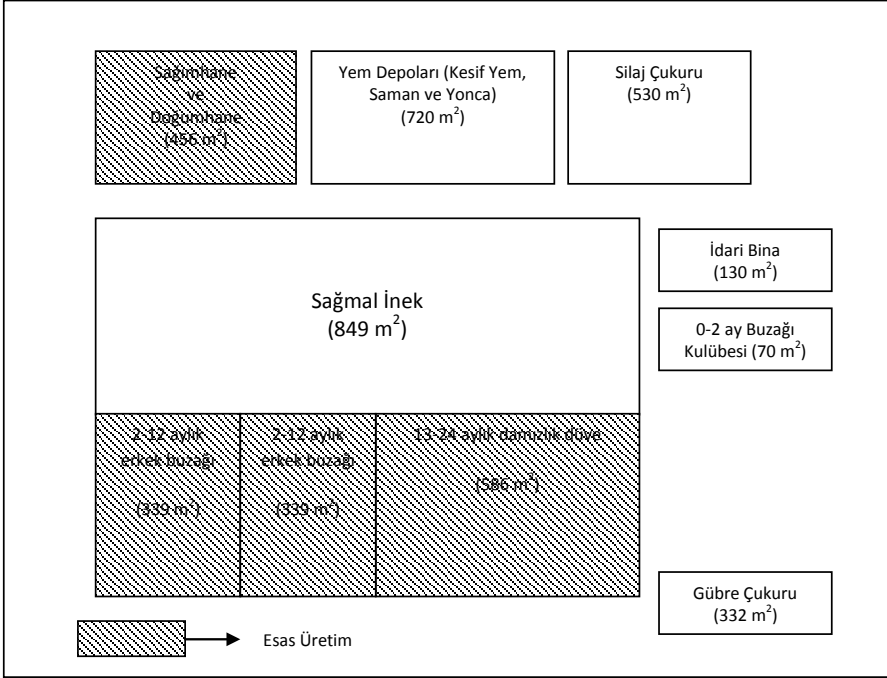 Sağımhane
ve
Doğumhane
(456 m²)
Yem Depoları (Kesif Yem,
Saman ve Yonca)
(720 m²)
Silaj Çukuru
(530 m²)
Sağmal İnek
(849 m²)
İdari Bina
(130 m²)
0-2 ay Buzağı
Kulübesi (70 m²)
2-12 aylık
erkek buzağı
(339 m²)
2-12 aylık
erkek buzağı
(339 m²)
13-24 aylık damızlık düve
(586 m²)
Gübre Çukuru
(332 m²)
Esas Üretim